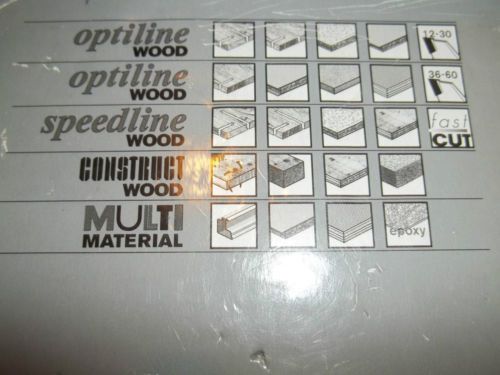 optiline
WOOD
12-30
optiline
WOOD
36-60
speedline
WOOD
fast
CUT
CONSTRUCT
WOOD
MULTI
MATERIAL
epoxy